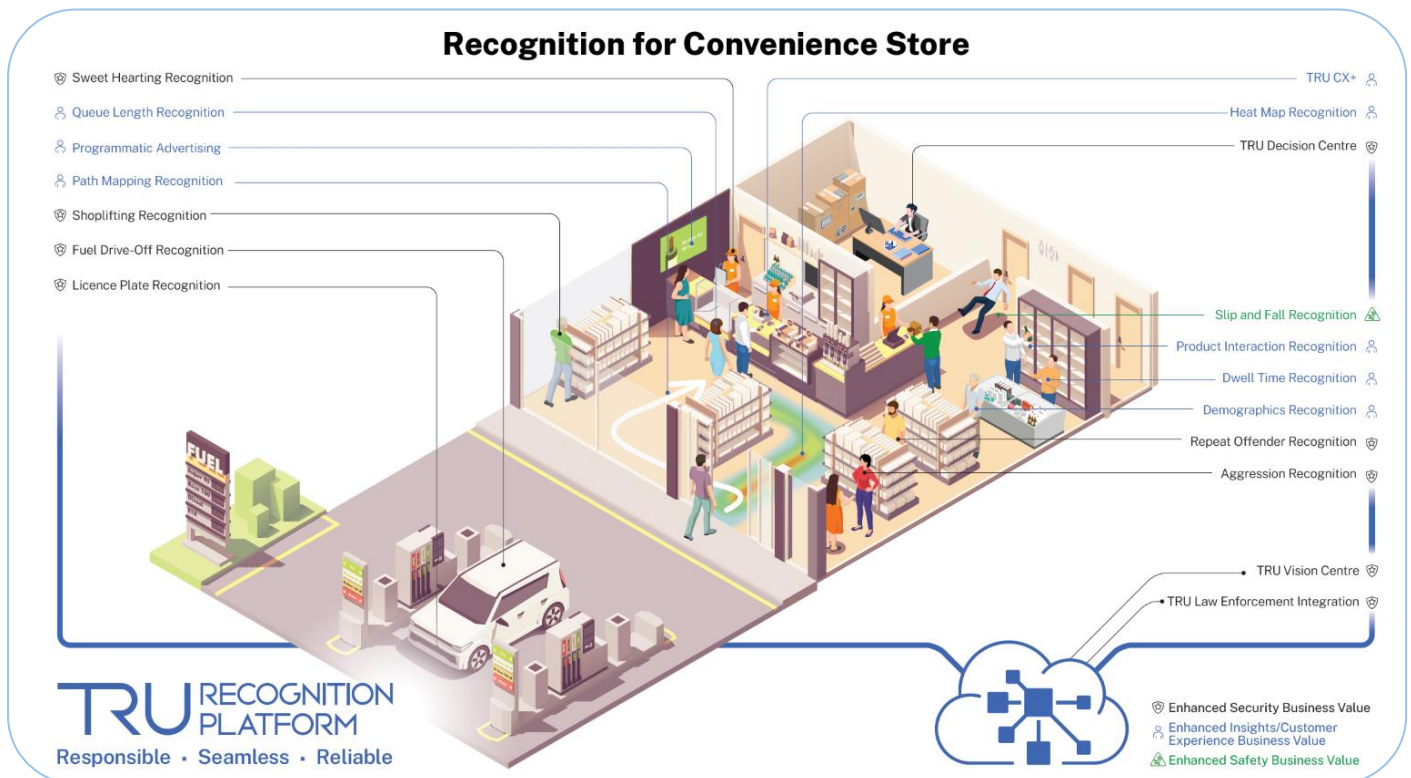 Recognition for Convenience Store
Sweet Hearting Recognition
Queue Length Recognition
Programmatic Advertising
Path Mapping Recognition
Shoplifting Recognition
Fuel Drive-Off Recognition
Licence Plate Recognition
TRU CX+
Heat Map Recognition
TRU Decision Centre
Slip and Fall Recognition
Product Interaction Recognition
Dwell Time Recognition
Demographics Recognition
Repeat Offender Recognition
Aggression Recognition
TRU Vision Centre
TRU Law Enforcement Integration
FUEL
Diesel
TRU RECOGNITION
PLATFORM
Responsible • Seamless • Reliable
Enhanced Security Business Value
Enhanced Insights/Customer
Experience Business Value
Enhanced Safety Business Value